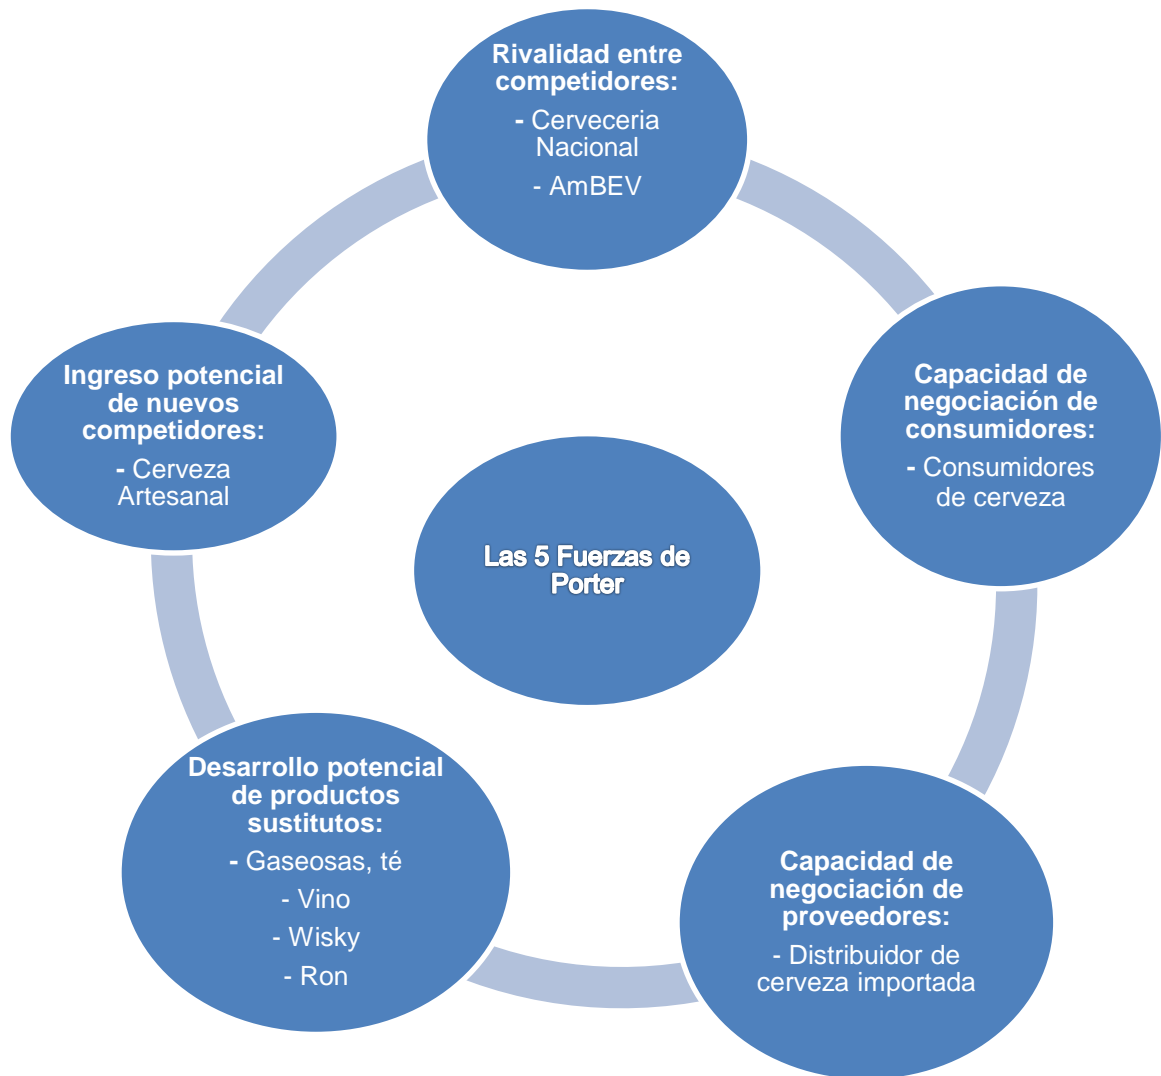 Rivalidad entre
competidores:
- Cerveceria
Nacional
- AmBEV
Capacidad de
negociación de
consumidores:
- Consumidores
de cerveza
Capacidad de
negociación de
proveedores:
- Distribuidor de
cerveza importada
Desarrollo potencial
de productos
sustitutos:
- Gaseosas, té
- Vino
- Wisky
- Ron
Ingreso potencial
de nuevos
competidores:
- Cerveza
Artesanal
Las 5 Fuerzas de
Porter